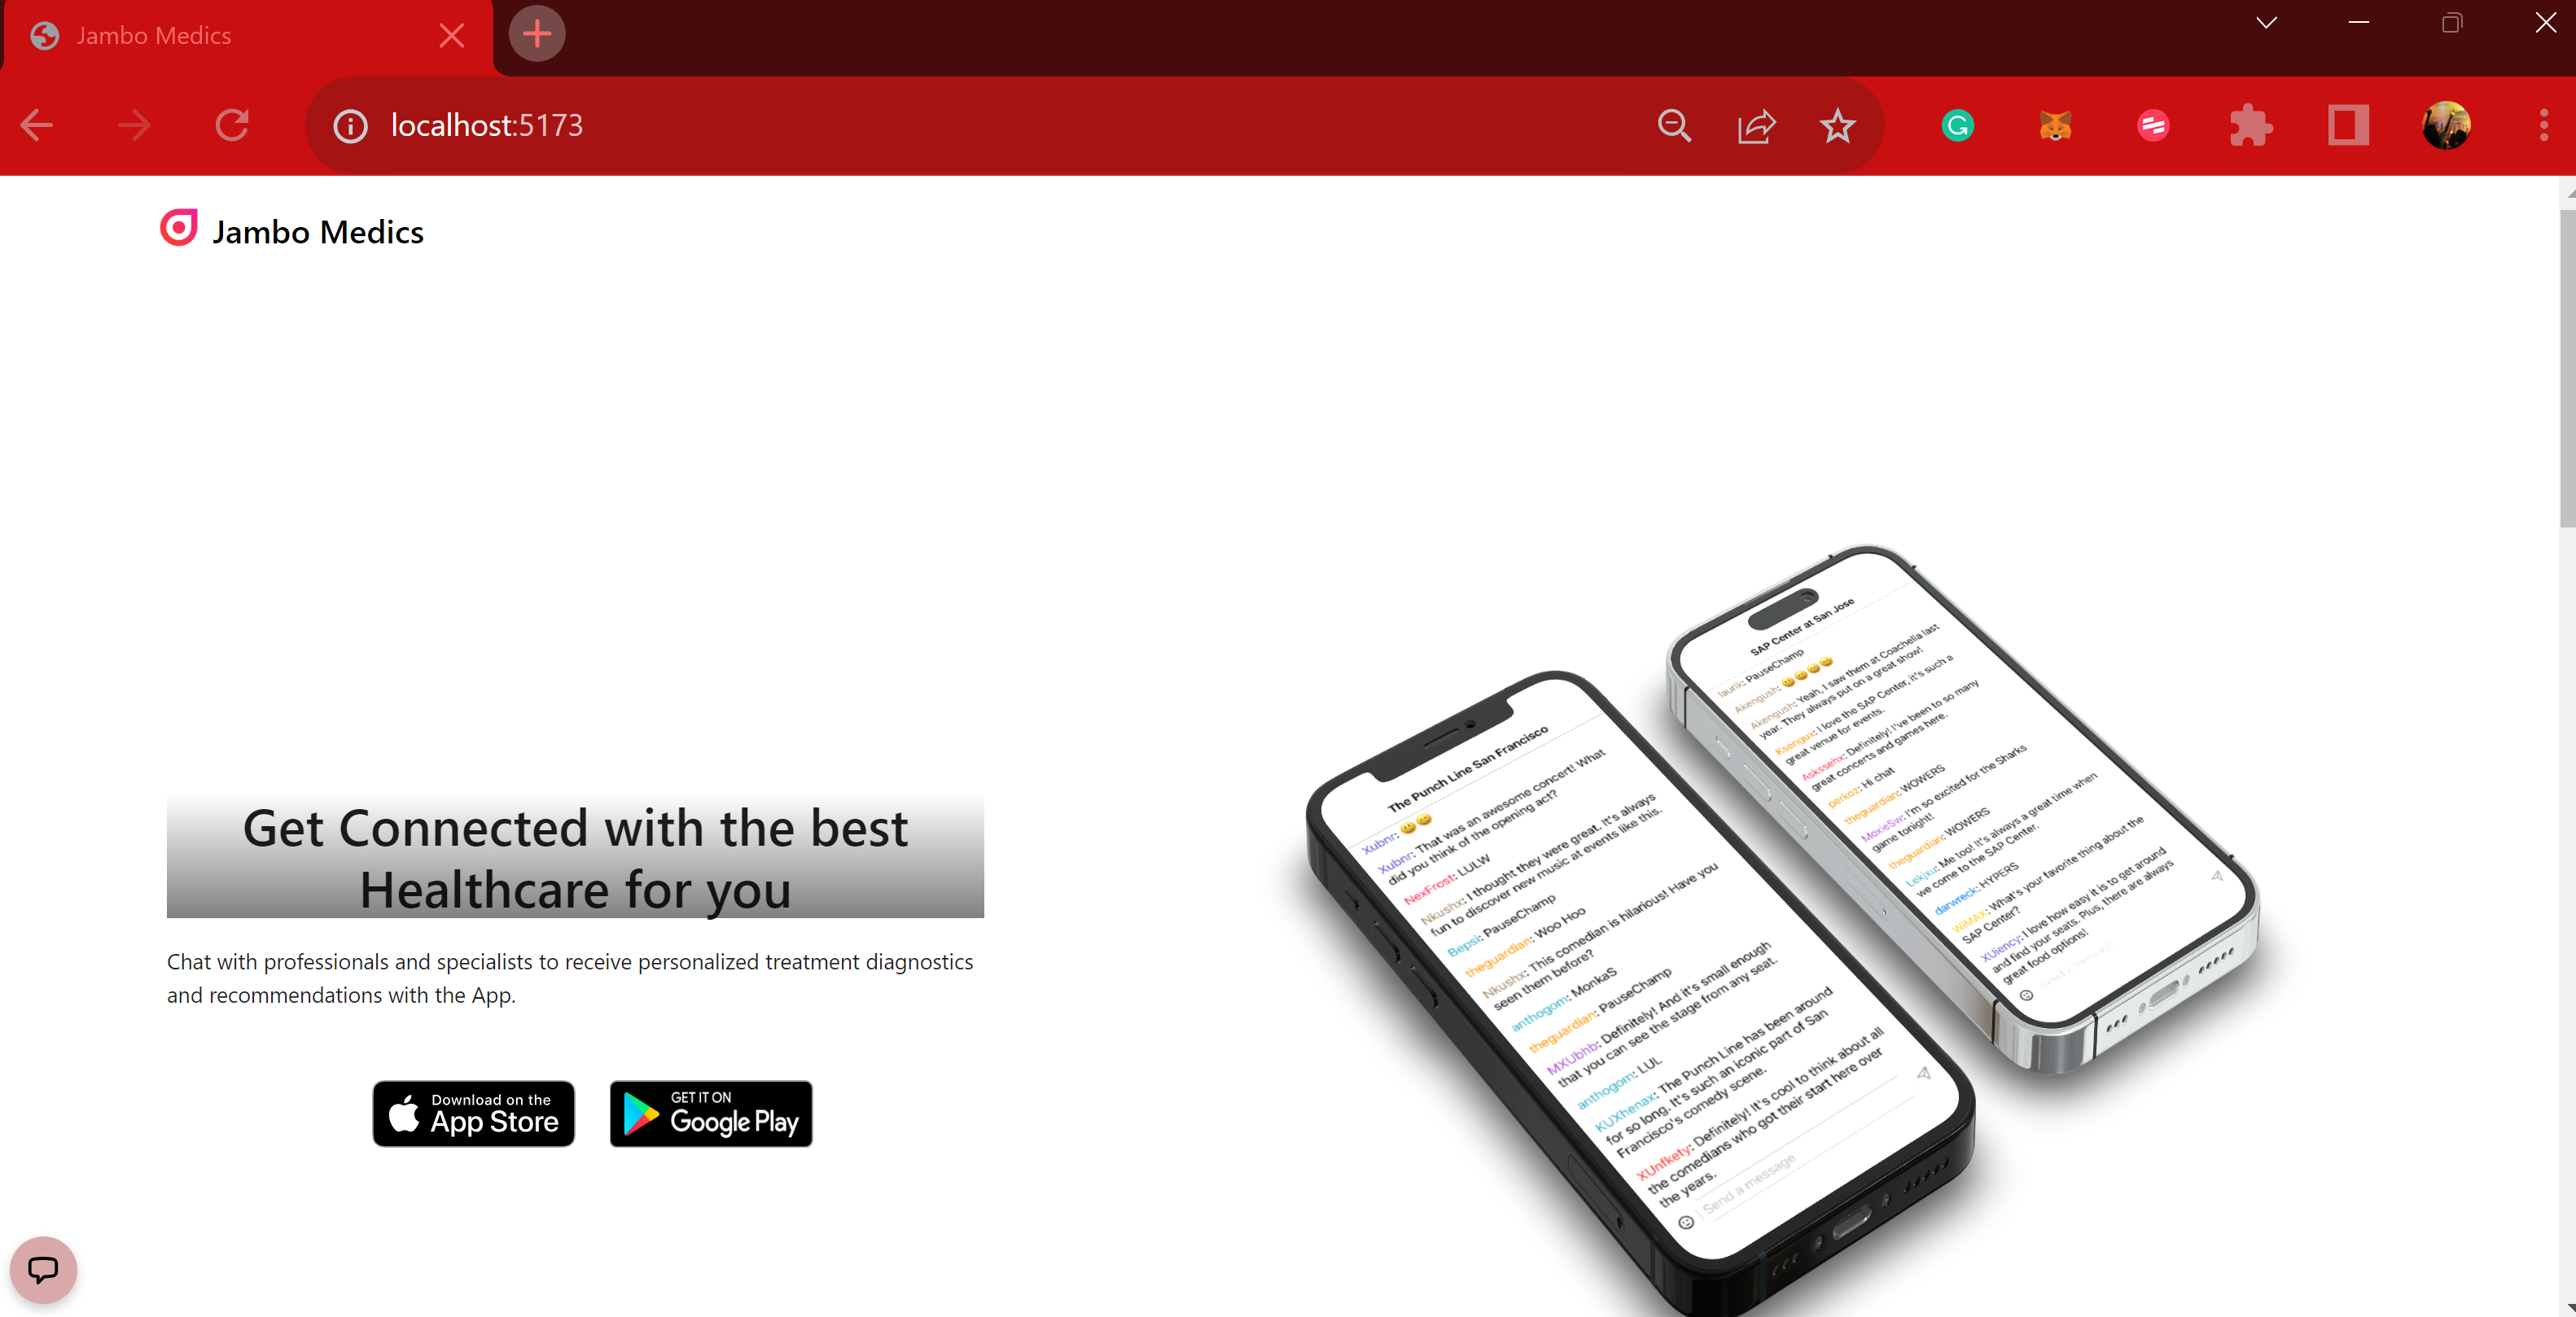 Jambo Medics
localhost:5173
Jambo Medics
Get Connected with the best
Healthcare for you
Chat with professionals and specialists to receive personalized treatment diagnostics
and recommendations with the App.
Download on the
App Store
GET IT ON
Google Play
The Punch Line San Francisco
Xubnr: 😀😀
Xubnr: That was an awesome concert! What
did you think of the opening act?
NexFrost: LULW
Nkushx: I thought they were great. It's always
fun to discover new music at events like this.
Bepsi: PauseChamp
theguardian: Woo Hoo
Nkushx: This comedian is hilarious! Have you
seen them before?
anthogom: MonkaS
theguardian: PauseChamp
MXUbhb: Definitely! And it's small enough
that you can see the stage from any seat.
anthogom: LUL
KUXhenax: The Punch Line has been around
for so long. It's such an iconic part of San
Francisco's comedy scene.
XUnfkety: Definitely! It's cool to think about all
the comedians who got their start here over
the years.
Send a message
SAP Center at San Jose
laurik: PauseChamp
Akengush: 😀😀😀😀
Akengush: Yeah, I saw them at Coachella last
year. They always put on a great show!
Ksengux: I love the SAP Center, it's such a
great venue for events.
Askssehx: Definitely! I've been to so many
great concerts and games here.
perkoz: Hi chat
theguardian: WOWERS
MoxieSw: I'm so excited for the Sharks
game tonight!
theguardian: WOWERS
Lekjxu: Me too! It's always a great time when
we come to the SAP Center.
darwreck: HYPERS
WiMAX: What's your favorite thing about the
SAP Center?
XUiency: I love how easy it is to get around
and find your seats. Plus, there are always
great food options!
Send a message